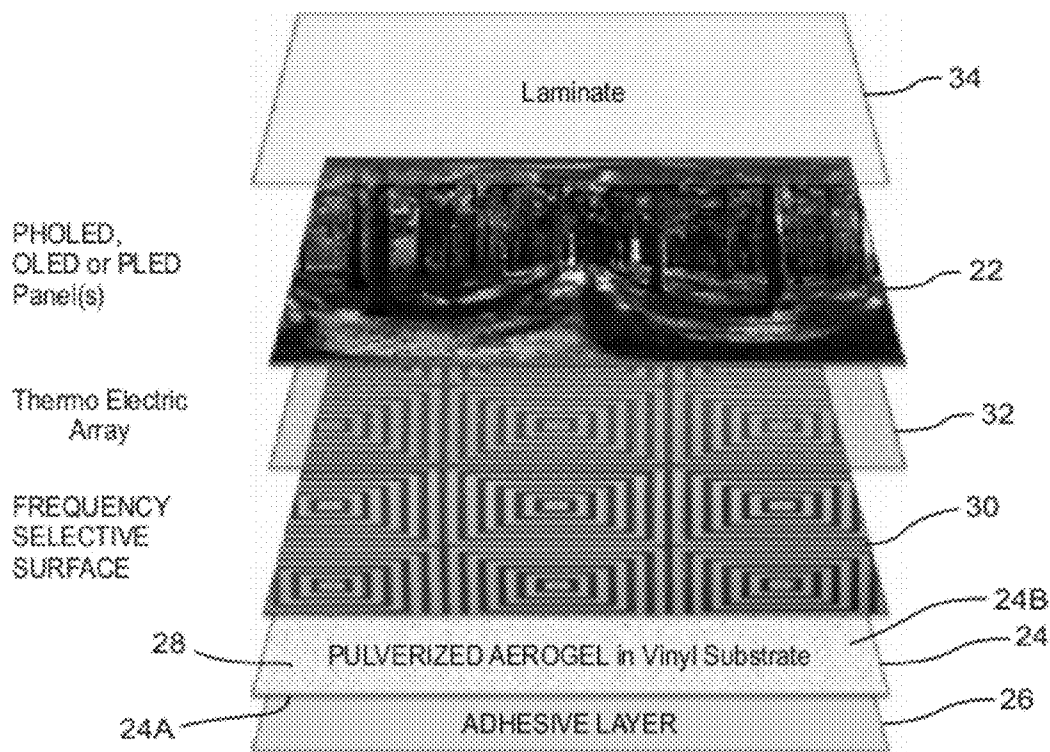 Laminate
34
PHOLED,
OLED or PLED
Panel(s)
22
Thermo Electric
Array
32
FREQUENCY
SELECTIVE
SURFACE
30
24B
28
PULVERIZED AEROGEL in Vinyl Substrate
24
24A
ADHESIVE LAYER
26